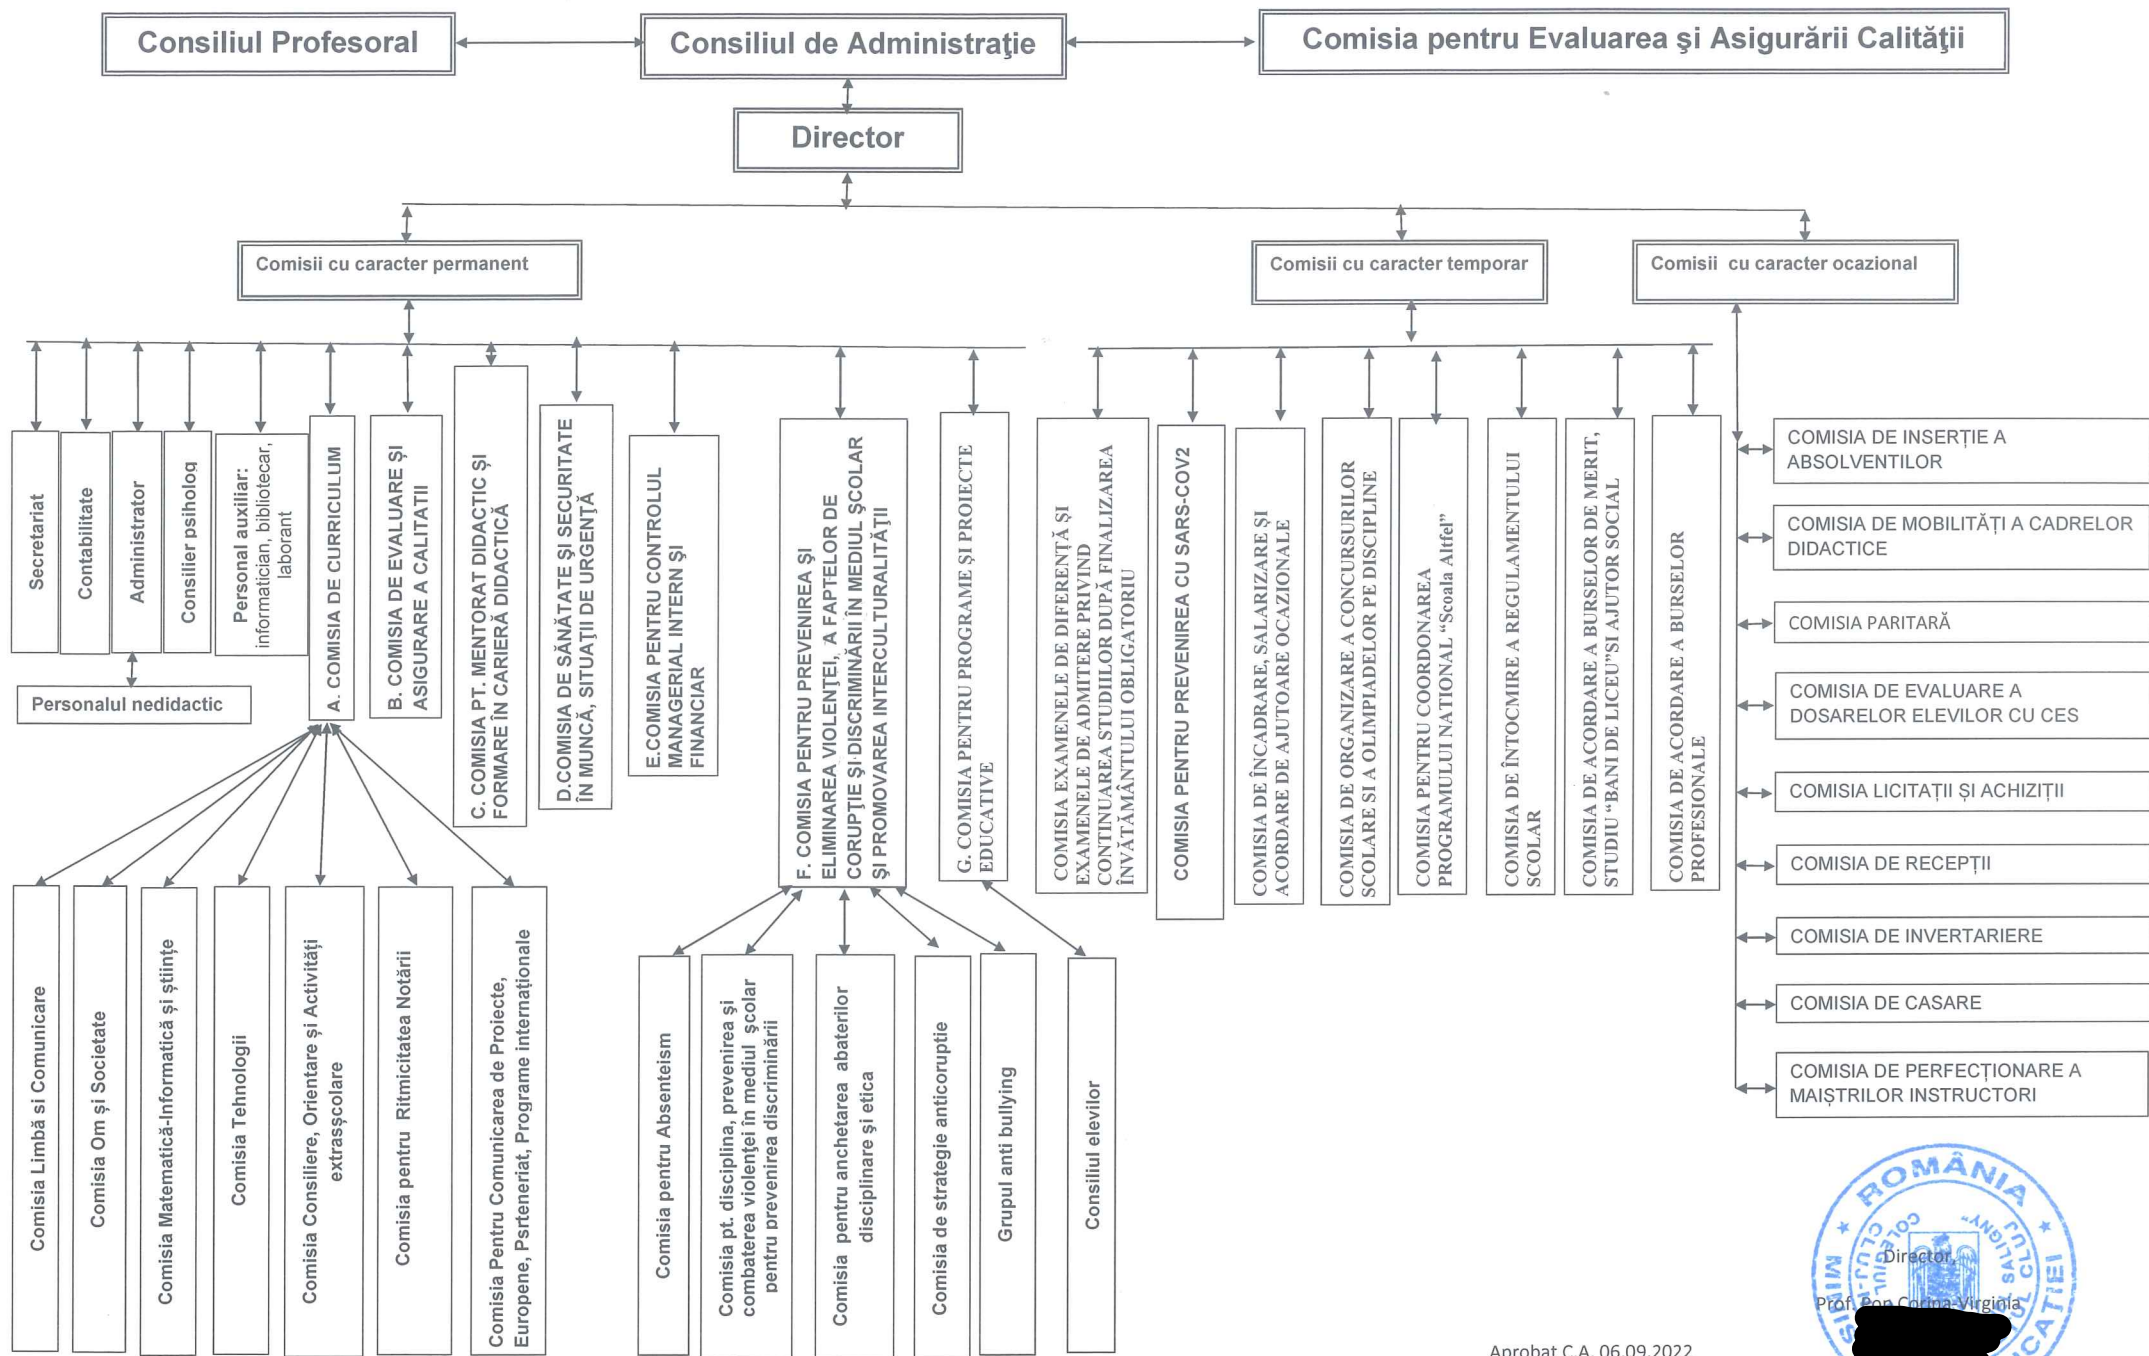 Consiliul Profesoral
Consiliul de Administraţie
Comisia pentru Evaluarea şi Asigurării Calităţii
Director
Comisii cu caracter permanent
Comisii cu caracter temporar
Comisii cu caracter ocazional
Secretariat
Contabilitate
Administrator
Consilier psiholog
Personal auxiliar:
informatician, bibliotecar,
laborant
A. COMISIA DE CURRICULUM
B. COMISIA DE EVALUARE ŞI
ASIGURARE A CALITATII
C. COMISIA PT. MENTORAT DIDACTIC ŞI
FORMARE ÎN CARIERĂ DIDACTICĂ
D.COMISIA DE SĂNĂTATE ŞI SECURITATE
ÎN MUNCĂ, SITUAŢII DE URGENŢĂ
E.COMISIA PENTRU CONTROLUL
MANAGERIAL INTERN ŞI
FINANCIAR
F. COMISIA PENTRU PREVENIREA ŞI
ELIMINAREA VIOLENŢEI, A FAPTELOR DE
CORUPŢIE ŞI DISCRIMINĂRII ÎN MEDIUL ŞCOLAR
ŞI PROMOVAREA INTERCULTURALITĂŢII
G. COMISIA PENTRU PROGRAME ŞI PROIECTE
EDUCATIVE
COMISIA EXAMENELE DE DIFERENŢĂ ŞI
EXAMENELE DE ADMITERE PRIVIND
CONTINUAREA STUDIILOR DUPĂ FINALIZAREA
ÎNVĂTĂMÂNTULUI OBLIGATORIU
COMISIA PENTRU PREVENIREA CU SARS-COV2
COMISIA DE ÎNCADRARE, SALARIZARE ŞI
ACORDARE DE AJUTOARE OCAZIONALE
COMISIA DE ORGANIZARE A CONCURSURILOR
SCOLARE SI A OLIMPIADELOR PE DISCIPLINE
COMISIA PENTRU COORDONAREA
PROGRAMULUI NATIONAL “Scoala Altfel”
COMISIA DE ÎNTOCMIRE A REGULAMENTULUI
SCOLAR
COMISIA DE ACORDARE A BURSELOR DE MERIT,
STUDIU “BANI DE LICEU”SI AJUTOR SOCIAL
COMISIA DE ACORDARE A BURSELOR
PROFESIONALE
COMISIA DE INSERȚIE A
ABSOLVENTILOR
COMISIA DE MOBILITĂȚI A CADRELOR
DIDACTICE
COMISIA PARITARĂ
COMISIA DE EVALUARE A
DOSARELOR ELEVILOR CU CES
COMISIA LICITAȚII ȘI ACHIZIȚII
COMISIA DE RECEPȚII
COMISIA DE INVERTARIERE
COMISIA DE CASARE
COMISIA DE PERFECȚIONARE A
MAIȘTRILOR INSTRUCTORI
Personalul nedidactic
Comisia Limbă si Comunicare
Comisia Om și Societate
Comisia Matematică-Informatică și științe
Comisia Tehnologii
Comisia Consiliere, Orientare și Activități
extrasșcolare
Comisia pentru Ritmicitatea Notării
Comisia Pentru Comunicarea de Proiecte,
Europene, Psrteneriat, Programe internaționale
Comisia pentru Absenteism
Comisia pt. disciplina, prevenirea şi
combaterea violenţei în mediul şcolar
pentru prevenirea discriminării
Comisia pentru anchetarea abaterilor
disciplinare şi etica
Comisia de strategie anticoruptie
Grupul anti bullying
Consiliul elevilor
ROMÂNIA
COLEGIUL
SALIGNY"
CLUJ
CLUJ-
Director,
Prof. Pop Corina-Virginia
Aprobat C.A. 06.09.2022